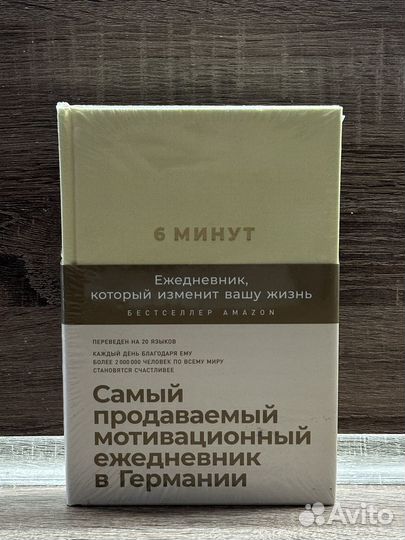 6 МИНУТ
Ежедневник,
который изменит вашу жизнь
БЕСТСЕЛЛЕР AMAZON
ПЕРЕВЕДЕН НА 20 ЯЗЫКОВ
КАЖДЫЙ ДЕНЬ БЛАГОДАРЯ ЕМУ
БОЛЕЕ 2 000 000 ЧЕЛОВЕК ПО ВСЕМУ МИРУ
СТАНОВЯТСЯ СЧАСТЛИВЕЕ
Самый
продаваемый
мотивационный
ежедневник
в Германии
Avito